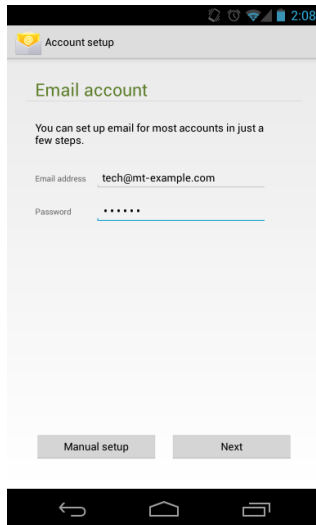 2:08
Account setup
Email account
You can set up email for most accounts in just a
few steps.
Email address tech@mt-example.com
Password ••••••
Manual setup Next